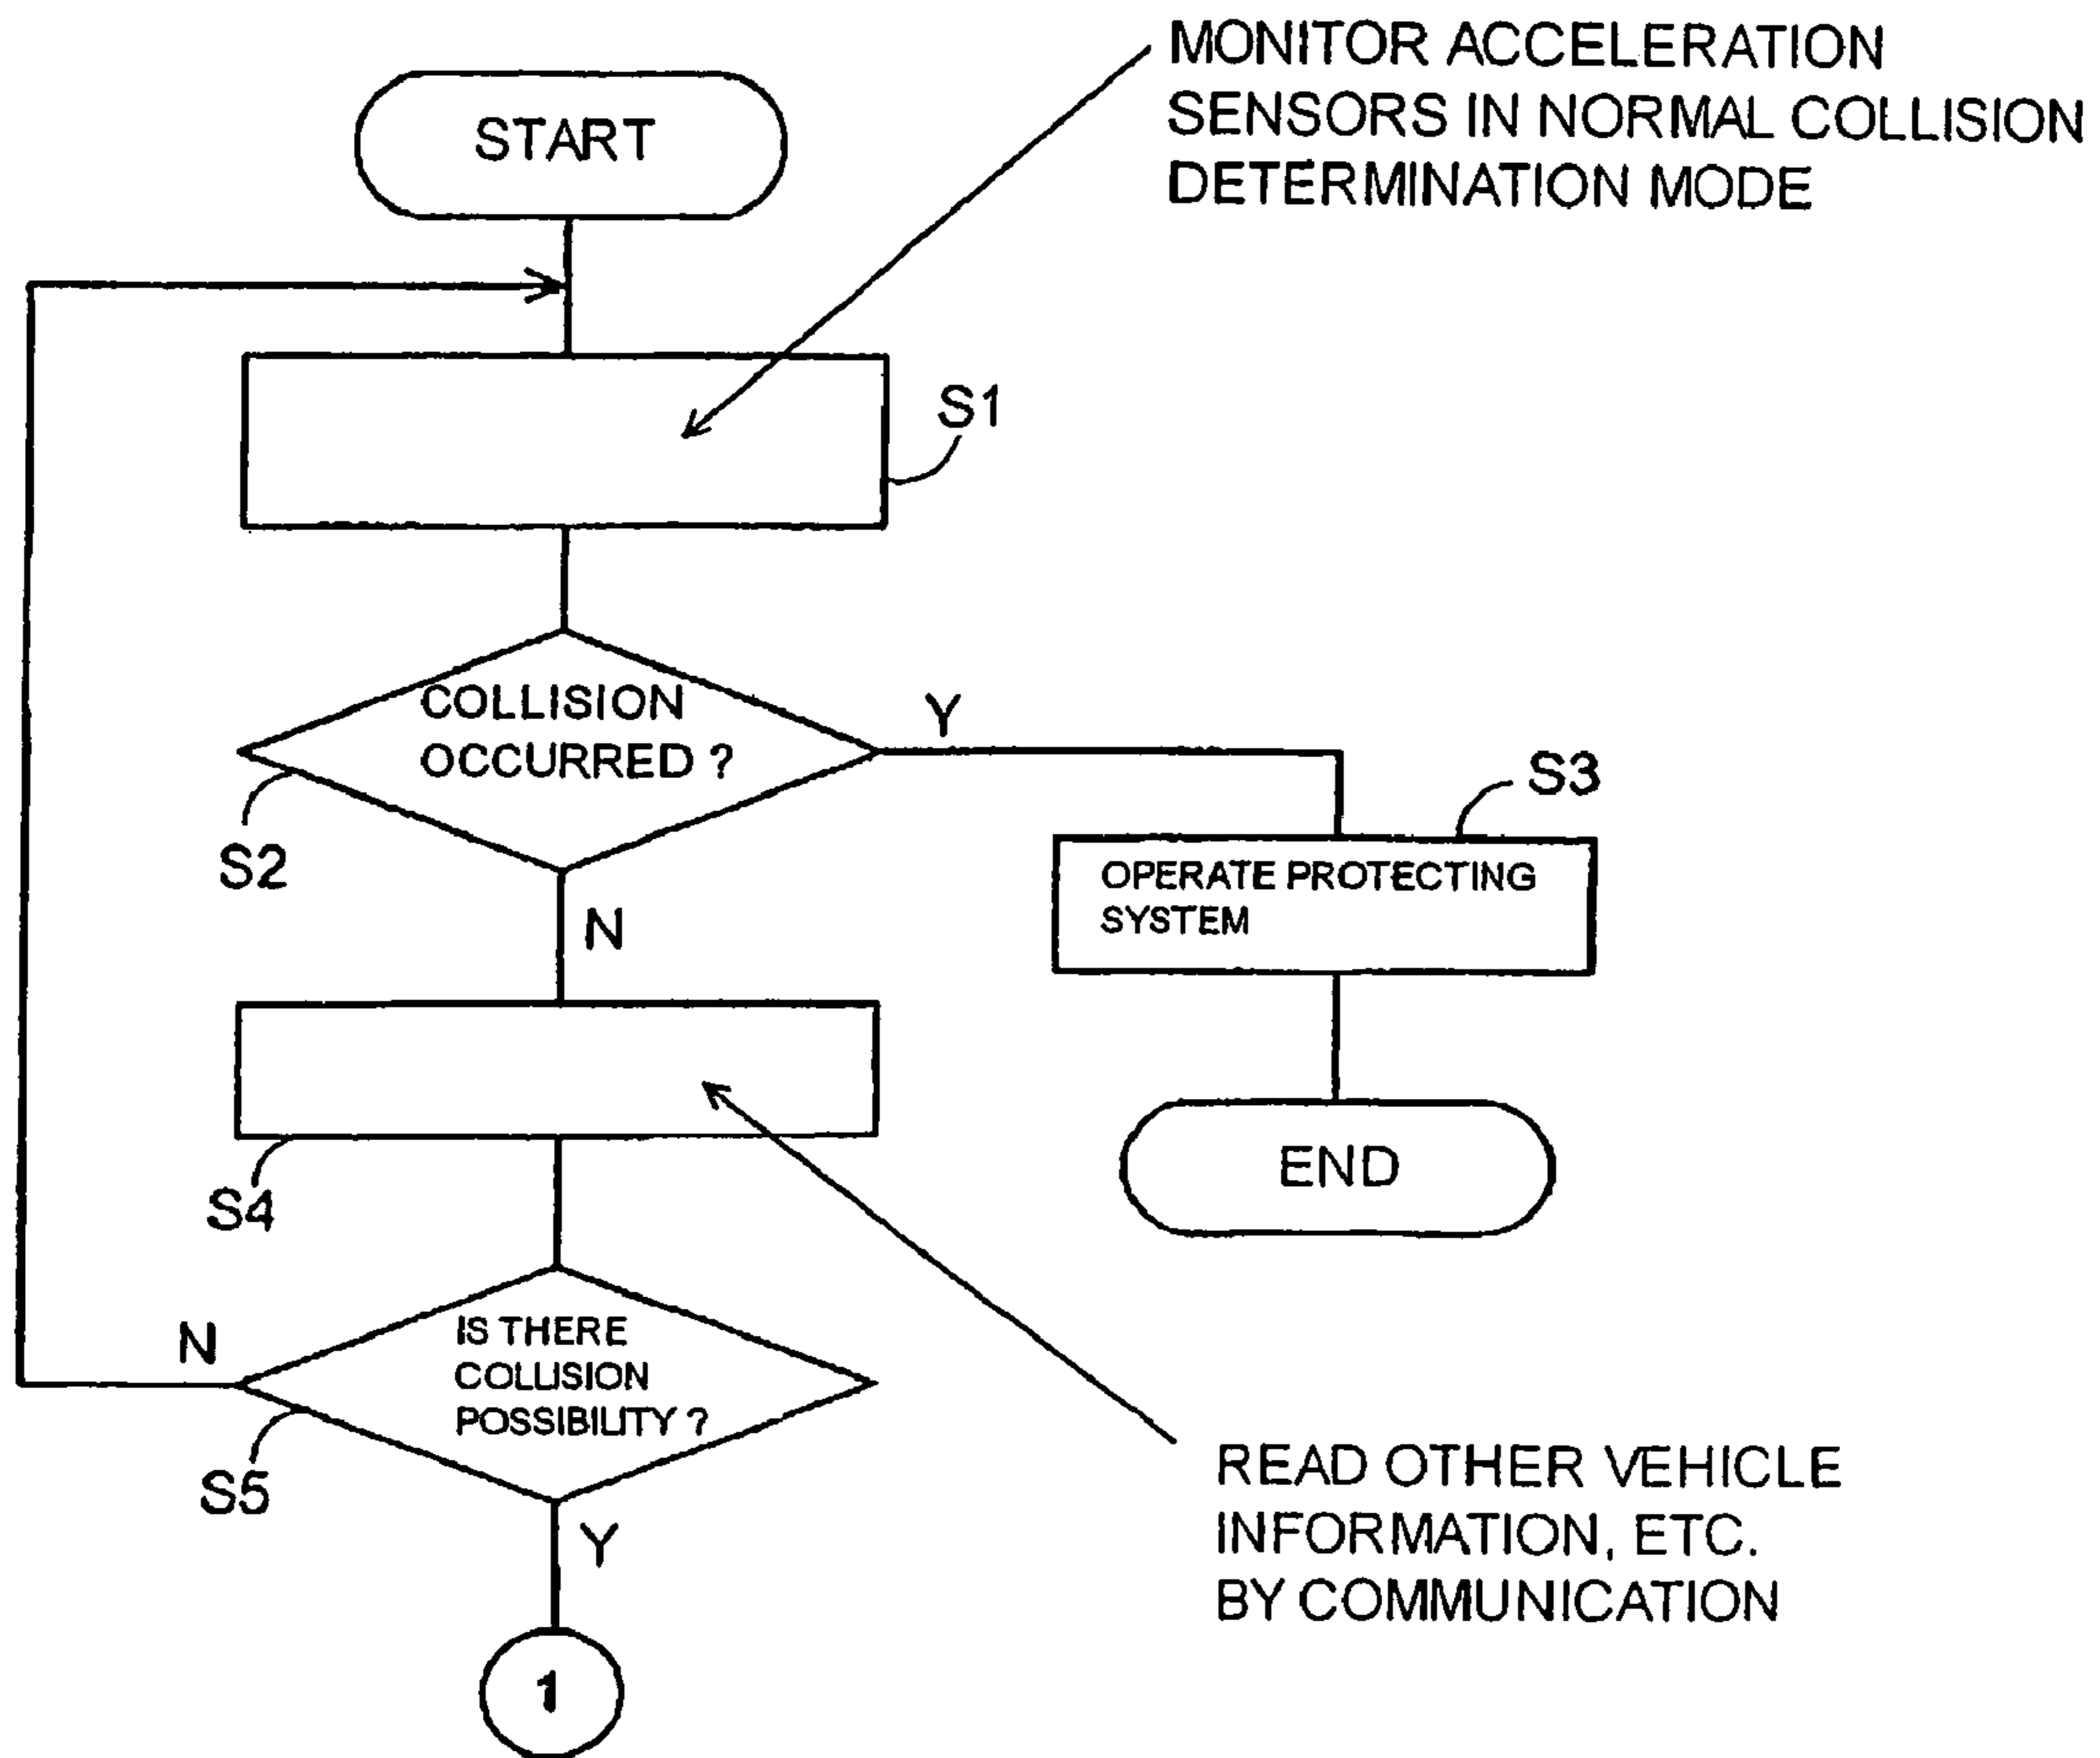 MONITOR ACCELERATION
SENSORS IN NORMAL COLLISION
DETERMINATION MODE
START
S1
COLLISION
OCCURRED ?
Y
S2
N
S3
OPERATE PROTECTING
SYSTEM
END
S4
IS THERE
COLLISION
POSSIBILITY ?
N
S5
Y
READ OTHER VEHICLE
INFORMATION, ETC.
BY COMMUNICATION
1